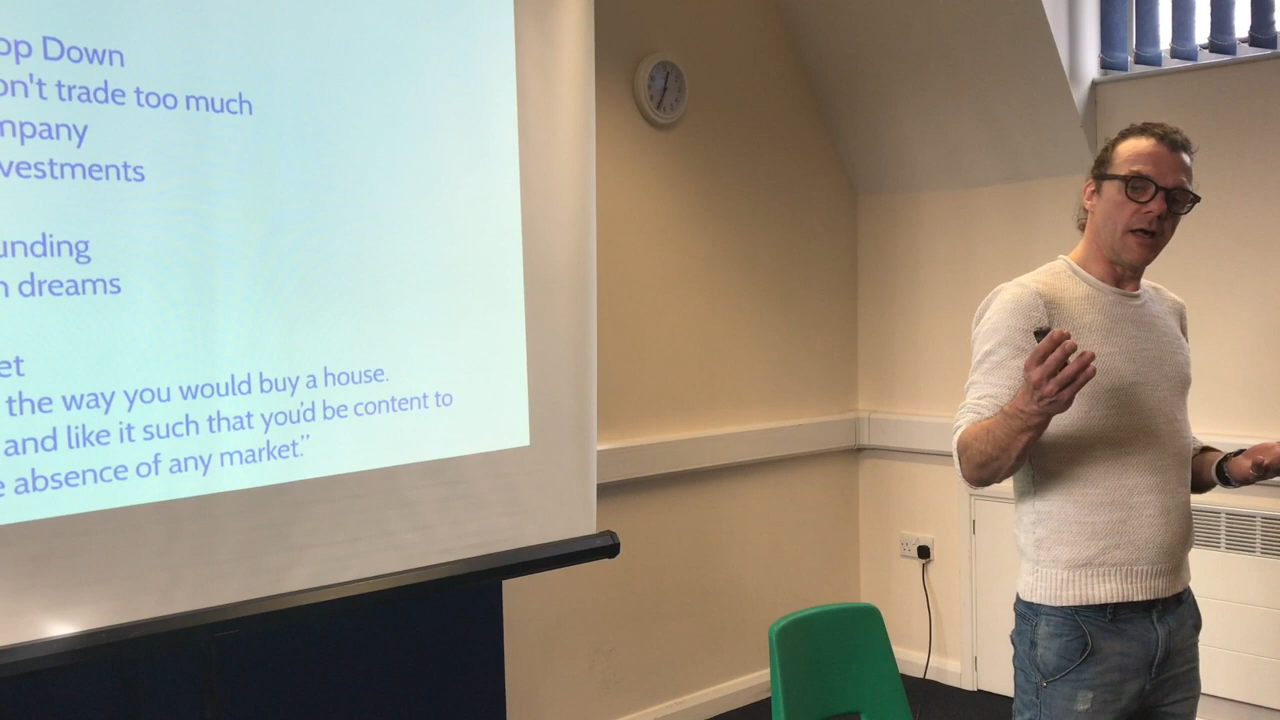 op Down
on't trade too much
mpany
vestments
unding
n dreams
et
the way you would buy a house.
and like it such that you'd be content to
e absence of any market."